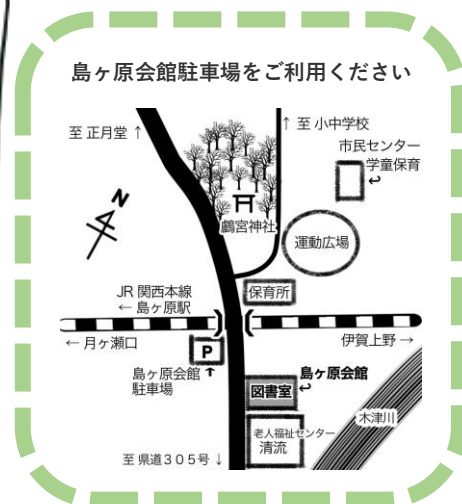 島ヶ原会館駐車場をご利用ください
至 正月堂 ↑
↑ 至 小中学校
市民センター
学童保育
↩
N
鸕宮神社
運動広場
JR 関西本線
← 島ヶ原駅
保育所
← 月ヶ瀬口
伊賀上野 →
P
島ヶ原会館
駐車場
↑
島ヶ原会館
図書室
↩
木津川
老人福祉センター
清流
至 県道305号 ↓